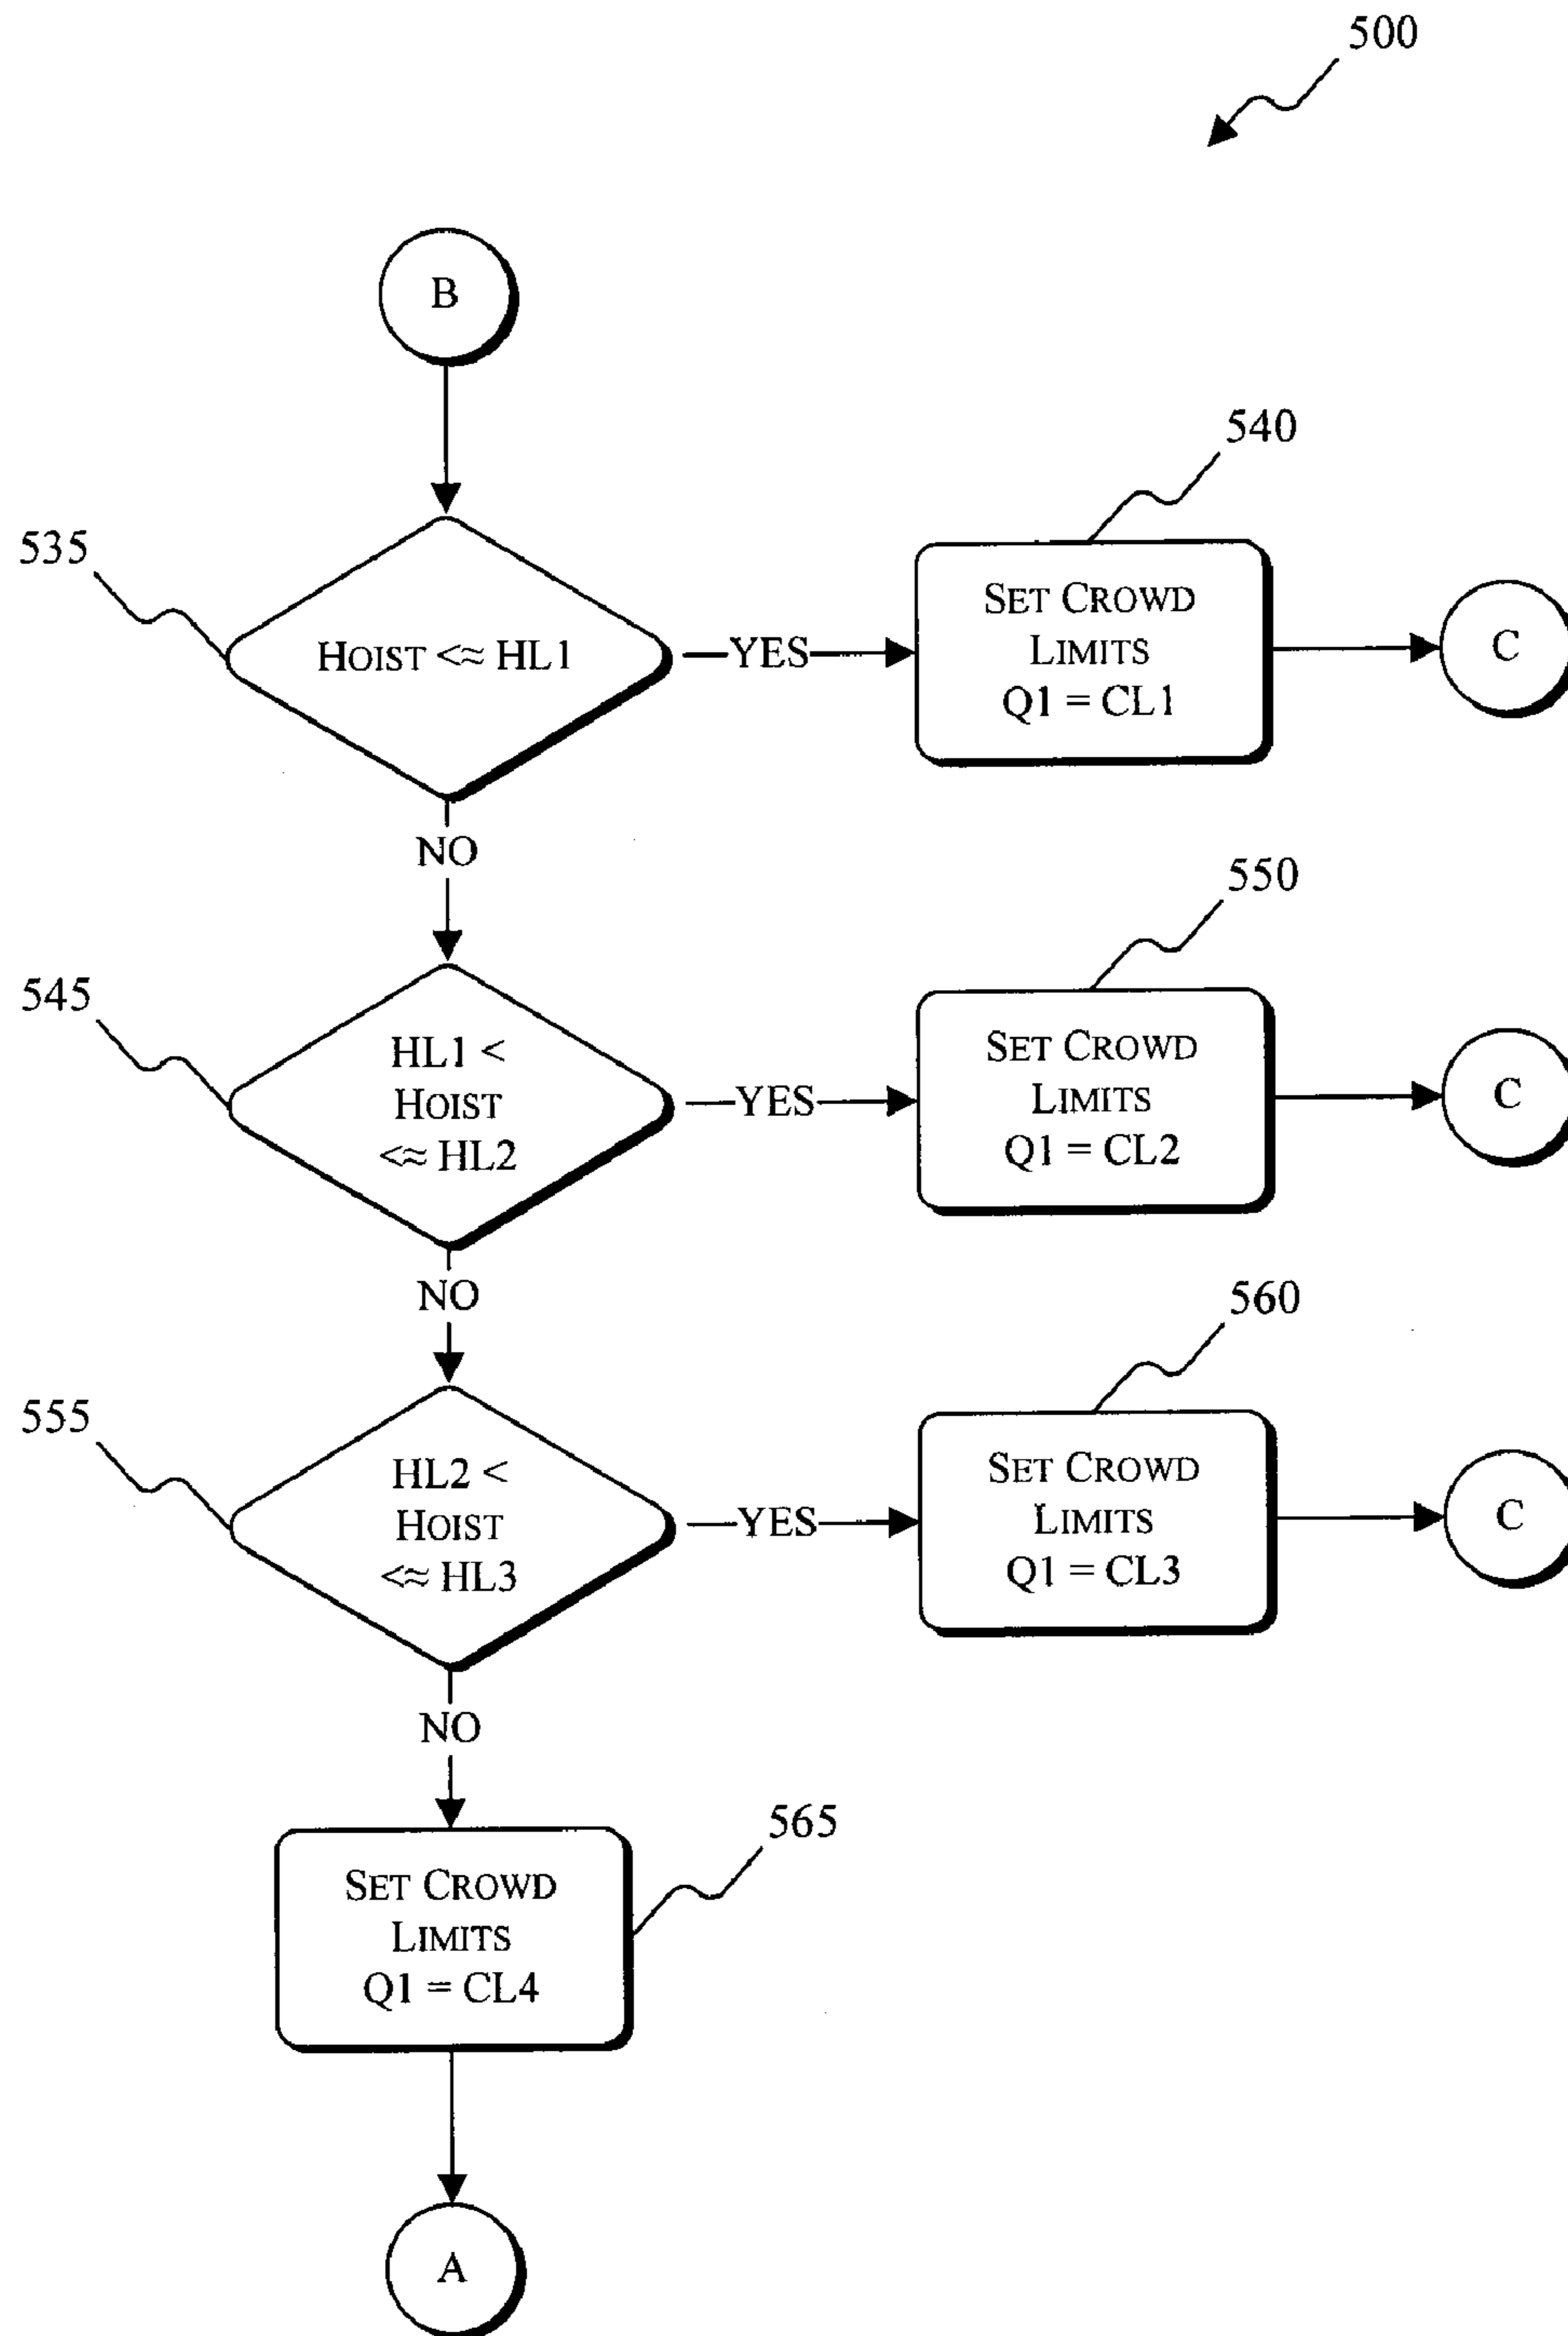 500
B
540
535
HOIST <≈ HL1
YES
SET CROWD
LIMITS
Q1 = CL1
C
NO
550
545
HL1 <
HOIST
<≈ HL2
YES
SET CROWD
LIMITS
Q1 = CL2
C
NO
560
555
HL2 <
HOIST
<≈ HL3
YES
SET CROWD
LIMITS
Q1 = CL3
C
NO
565
SET CROWD
LIMITS
Q1 = CL4
A